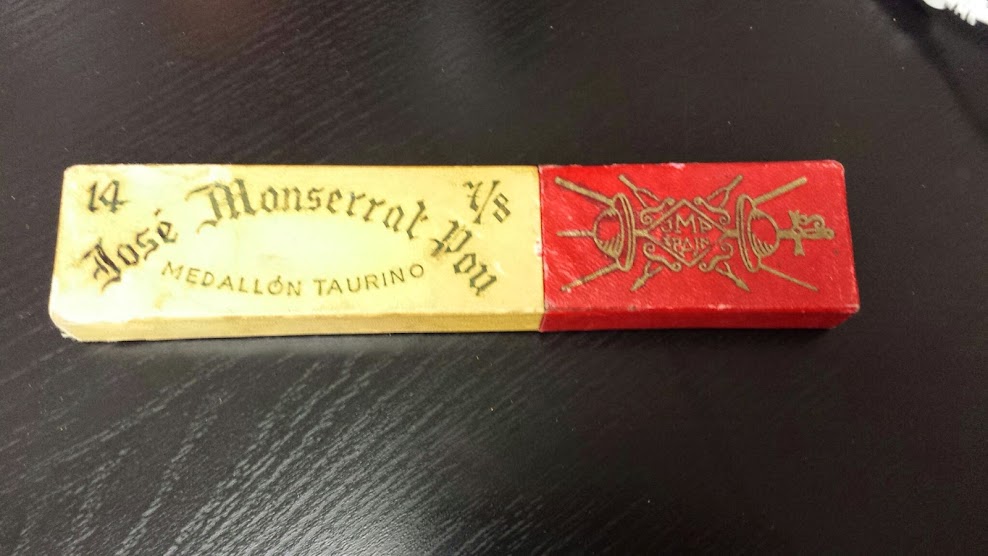 14
7/8
José Monserrat Pou
MEDALLÓN TAURINO
JMP
SPAIN